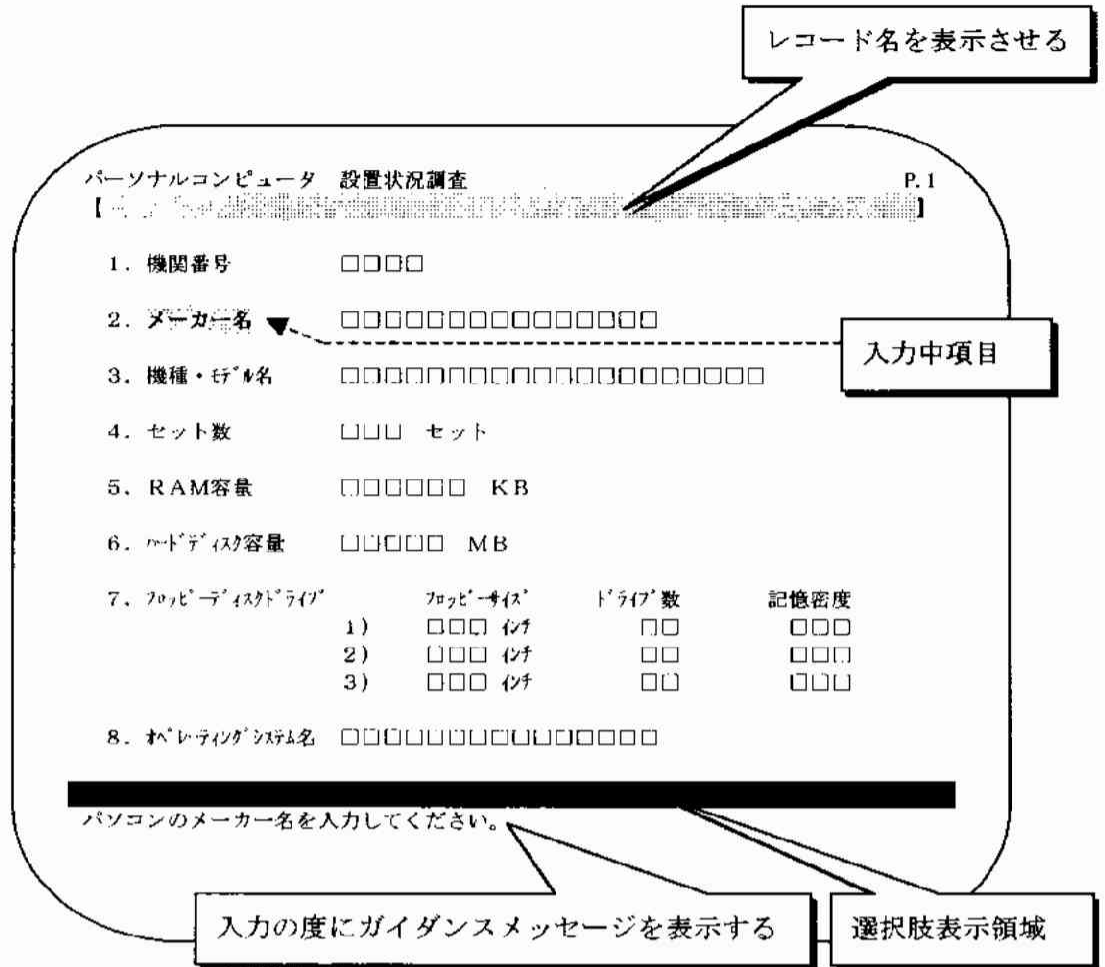 レコード名を表示させる
パーソナルコンピュータ 設置状況調査 P.1
【 】
1. 機関番号 □□□□
2. メーカー名 □□□□□□□□□□□□□□□
入力中項目
3. 機種・モデル名 □□□□□□□□□□□□□□□□□□□□
4. セット数 □□□ セット
5. RAM容量 □□□□□□ KB
6. ハードディスク容量 □□□□□ MB
7. フロッピーディスクドライブ フロッピーサイズ ドライブ数 記憶密度
1) □□□ インチ □□ □□□
2) □□□ インチ □□ □□□
3) □□□ インチ □□ □□□
8. オペレーティングシステム名 □□□□□□□□□□□□□□□
パソコンのメーカー名を入力してください。
入力の度にガイダンスメッセージを表示する
選択肢表示領域